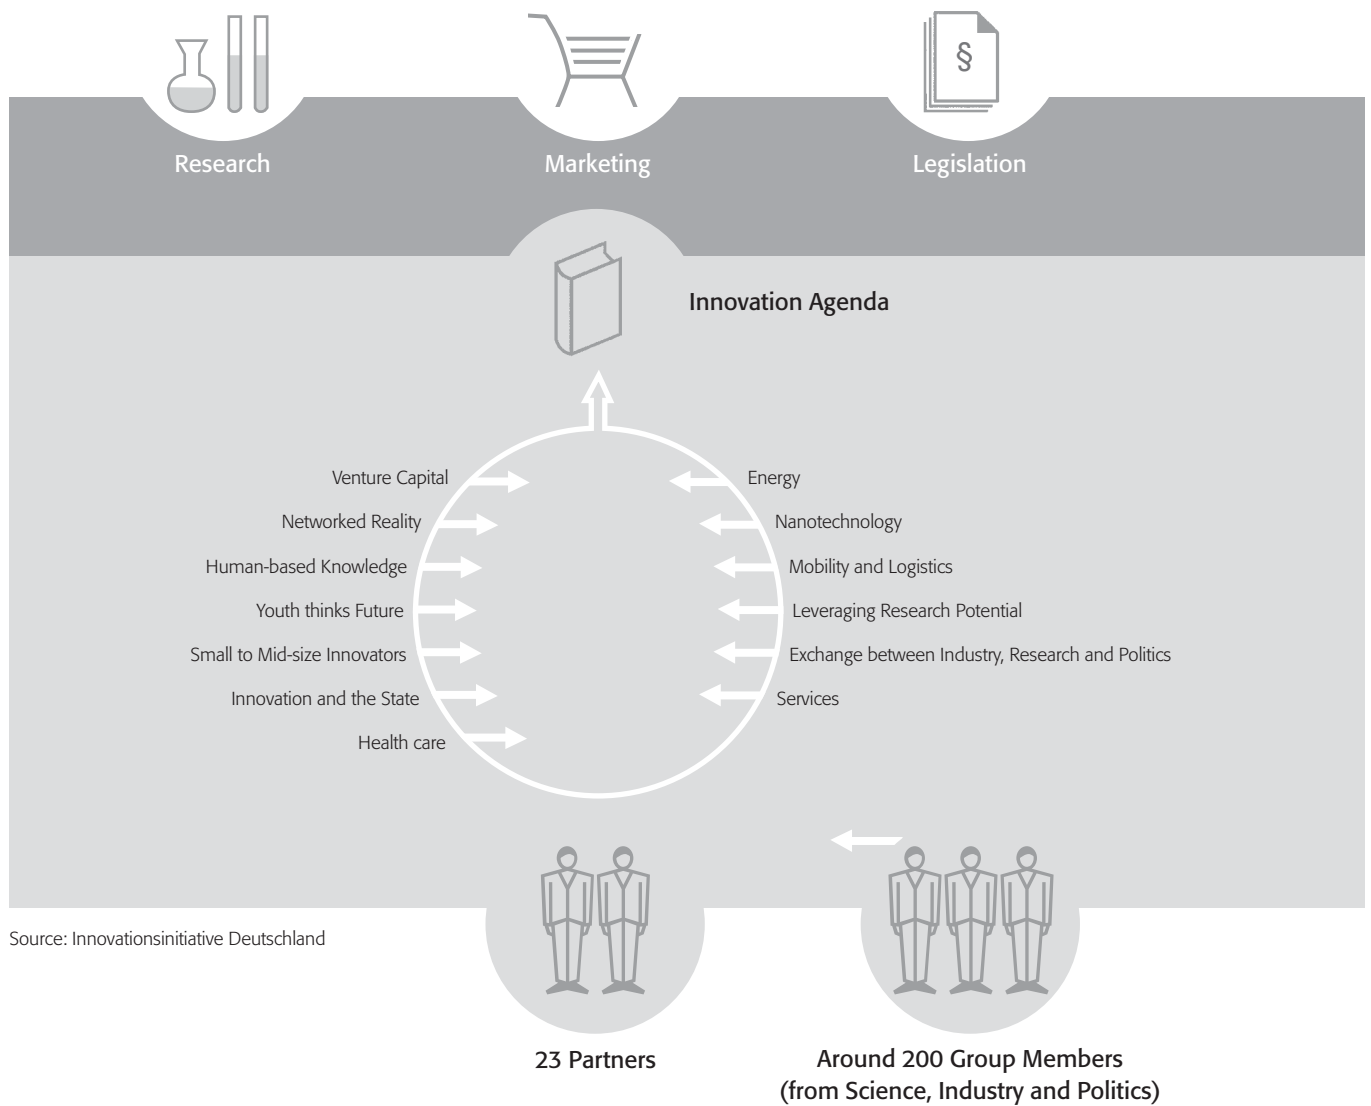 §
Research
Marketing
Legislation
Innovation Agenda
Venture Capital
Networked Reality
Human-based Knowledge
Youth thinks Future
Small to Mid-size Innovators
Innovation and the State
Health care
Energy
Nanotechnology
Mobility and Logistics
Leveraging Research Potential
Exchange between Industry, Research and Politics
Services
Source: Innovationsinitiative Deutschland
23 Partners
Around 200 Group Members
(from Science, Industry and Politics)